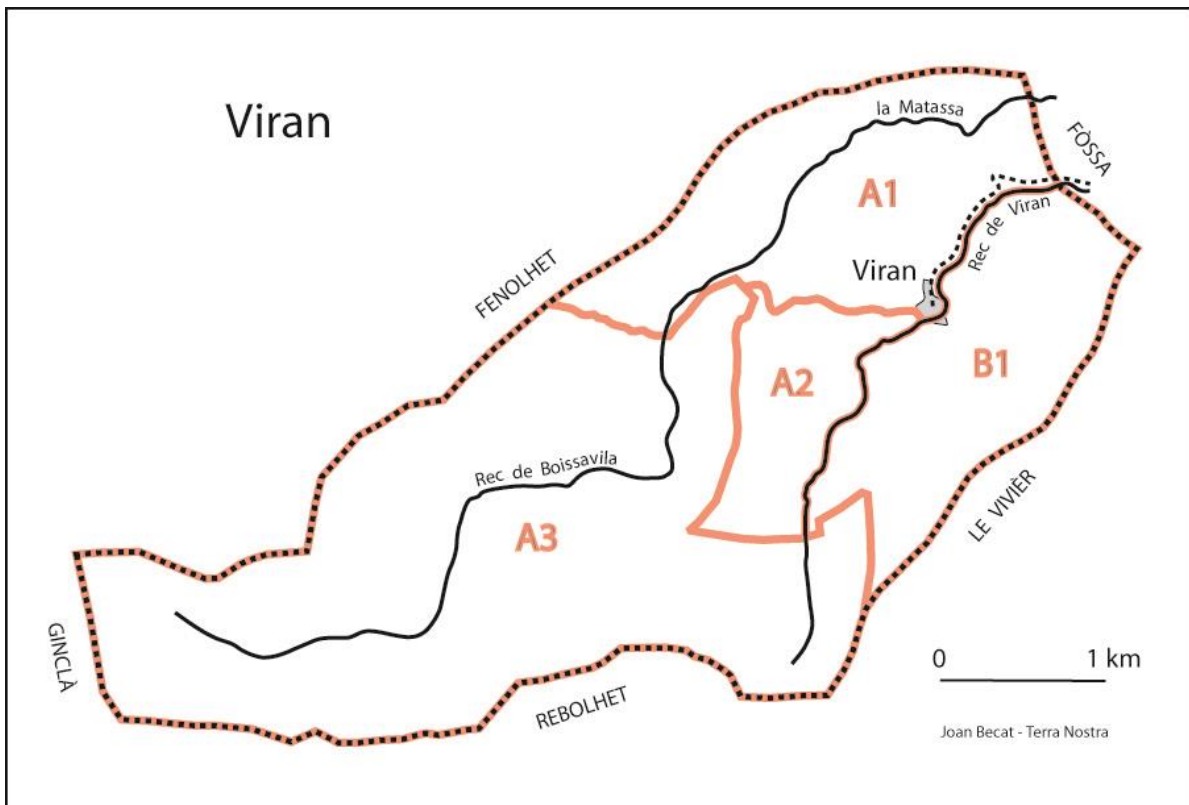 Viran
la Matassa
FÒSSA
A1
Rec de Viran
Viran
FENOLHET
B1
A2
Rec de Boissavila
LE VIVIÈR
A3
GINCLÀ
0 1 km
REBOLHET
Joan Becat - Terra Nostra